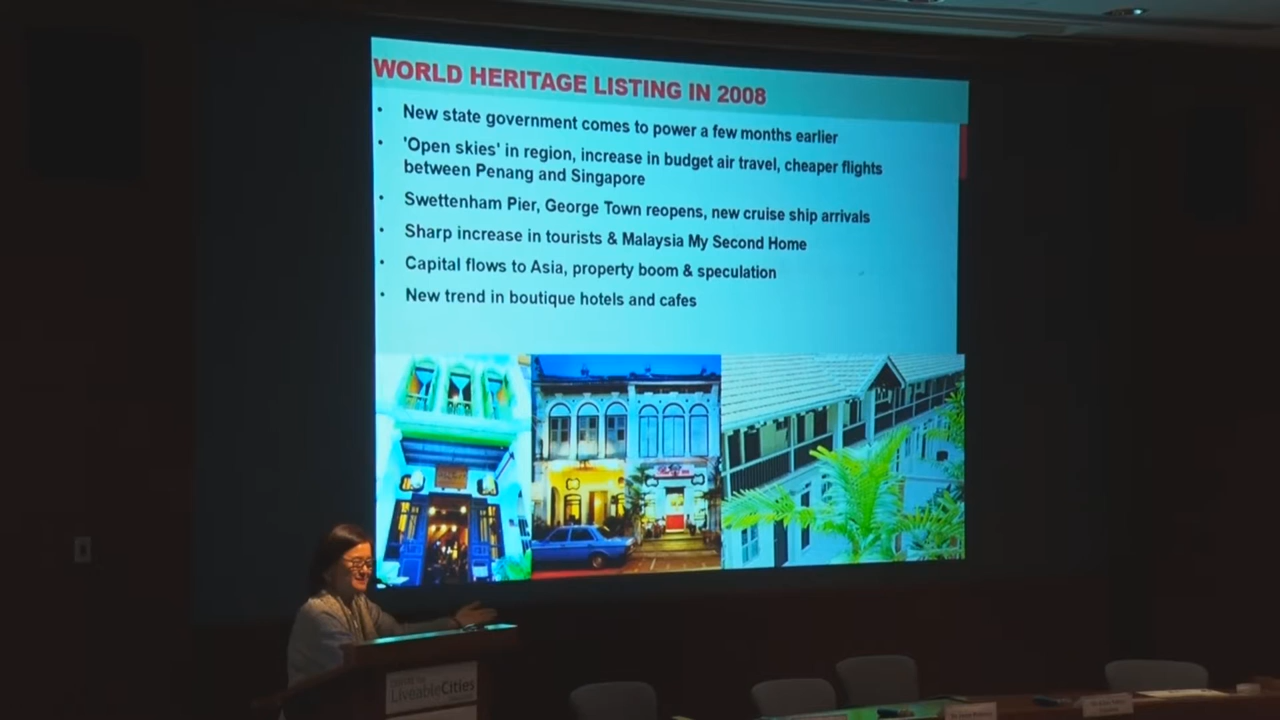 WORLD HERITAGE LISTING IN 2008
• New state government comes to power a few months earlier
• 'Open skies' in region, increase in budget air travel, cheaper flights
between Penang and Singapore
• Swettenham Pier, George Town reopens, new cruise ship arrivals
• Sharp increase in tourists & Malaysia My Second Home
• Capital flows to Asia, property boom & speculation
• New trend in boutique hotels and cafes
LiveableCities